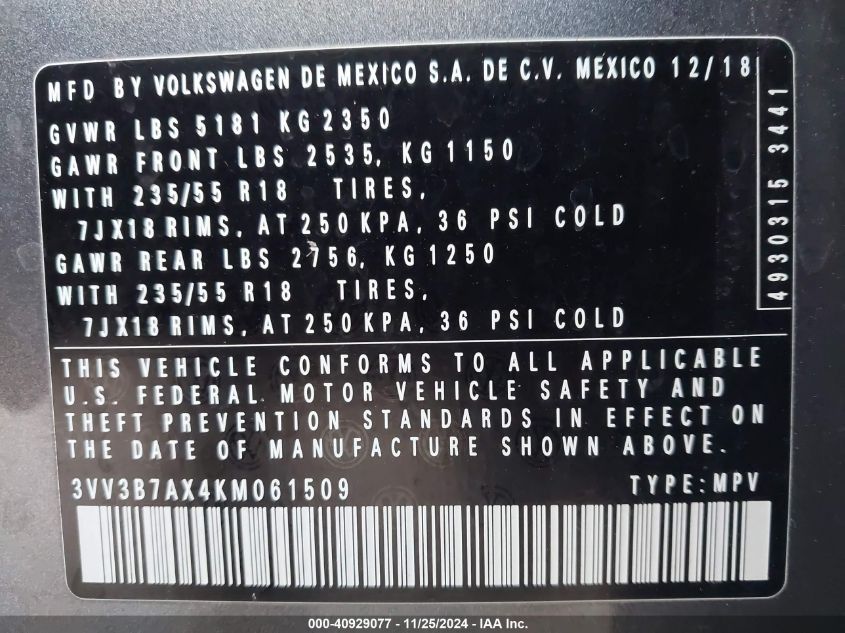 MFD BY VOLKSWAGEN DE MEXICO S.A. DE C.V. MEXICO 12/18
GVWR LBS 5181 KG 2350
GAWR FRONT LBS 2535, KG 1150
WITH 235/55 R18 TIRES,
7JX18 RIMS, AT 250 KPA, 36 PSI COLD
GAWR REAR LBS 2756, KG 1250
WITH 235/55 R18 TIRES,
7JX18 RIMS, AT 250 KPA, 36 PSI COLD
4930315 3441
THIS VEHICLE CONFORMS TO ALL APPLICABLE
U.S. FEDERAL MOTOR VEHICLE SAFETY AND
THEFT PREVENTION STANDARDS IN EFFECT ON
THE DATE OF MANUFACTURE SHOWN ABOVE.
3VV3B7AX4KM061509 TYPE: MPV
000-40929077 - 11/25/2024 - IAA Inc.